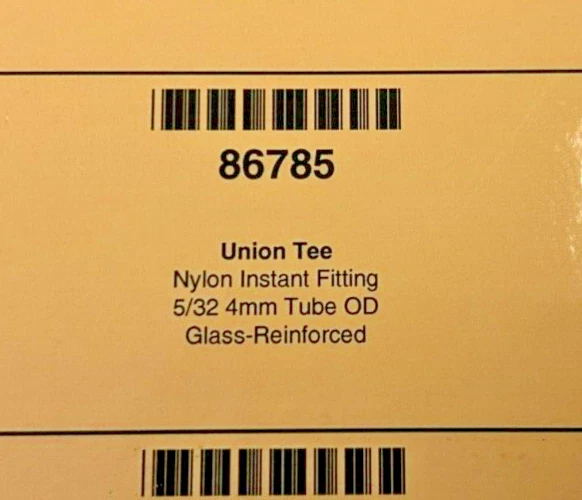 86785
Union Tee
Nylon Instant Fitting
5/32 4mm Tube OD
Glass-Reinforced